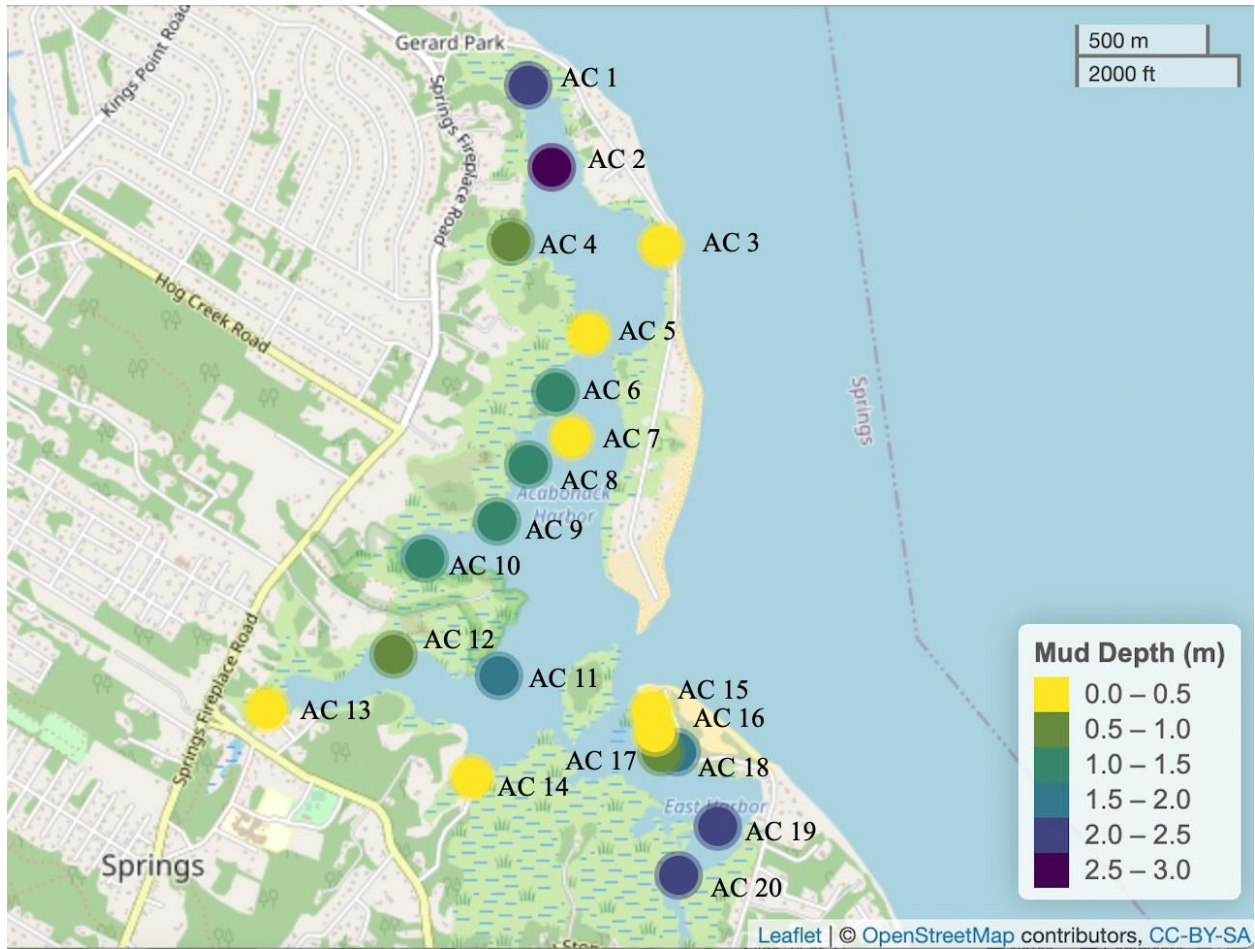 Kings Point Road
Gerard Park
500 m
2000 ft
AC 1
Springs Fireplace Road
AC 2
AC 4
AC 3
Hog Creek Road
AC 5
AC 6
Springs
AC 7
AC 8
Acabonack
Harbor
AC 9
AC 10
AC 12
AC 11
AC 15
AC 13
AC 16
AC 17
AC 18
Springs Fireplace Road
AC 14
East Harbor
AC 19
Springs
AC 20
Mud Depth (m)
0.0 – 0.5
0.5 – 1.0
1.0 – 1.5
1.5 – 2.0
2.0 – 2.5
2.5 – 3.0
Leaflet | © OpenStreetMap contributors, CC-BY-SA